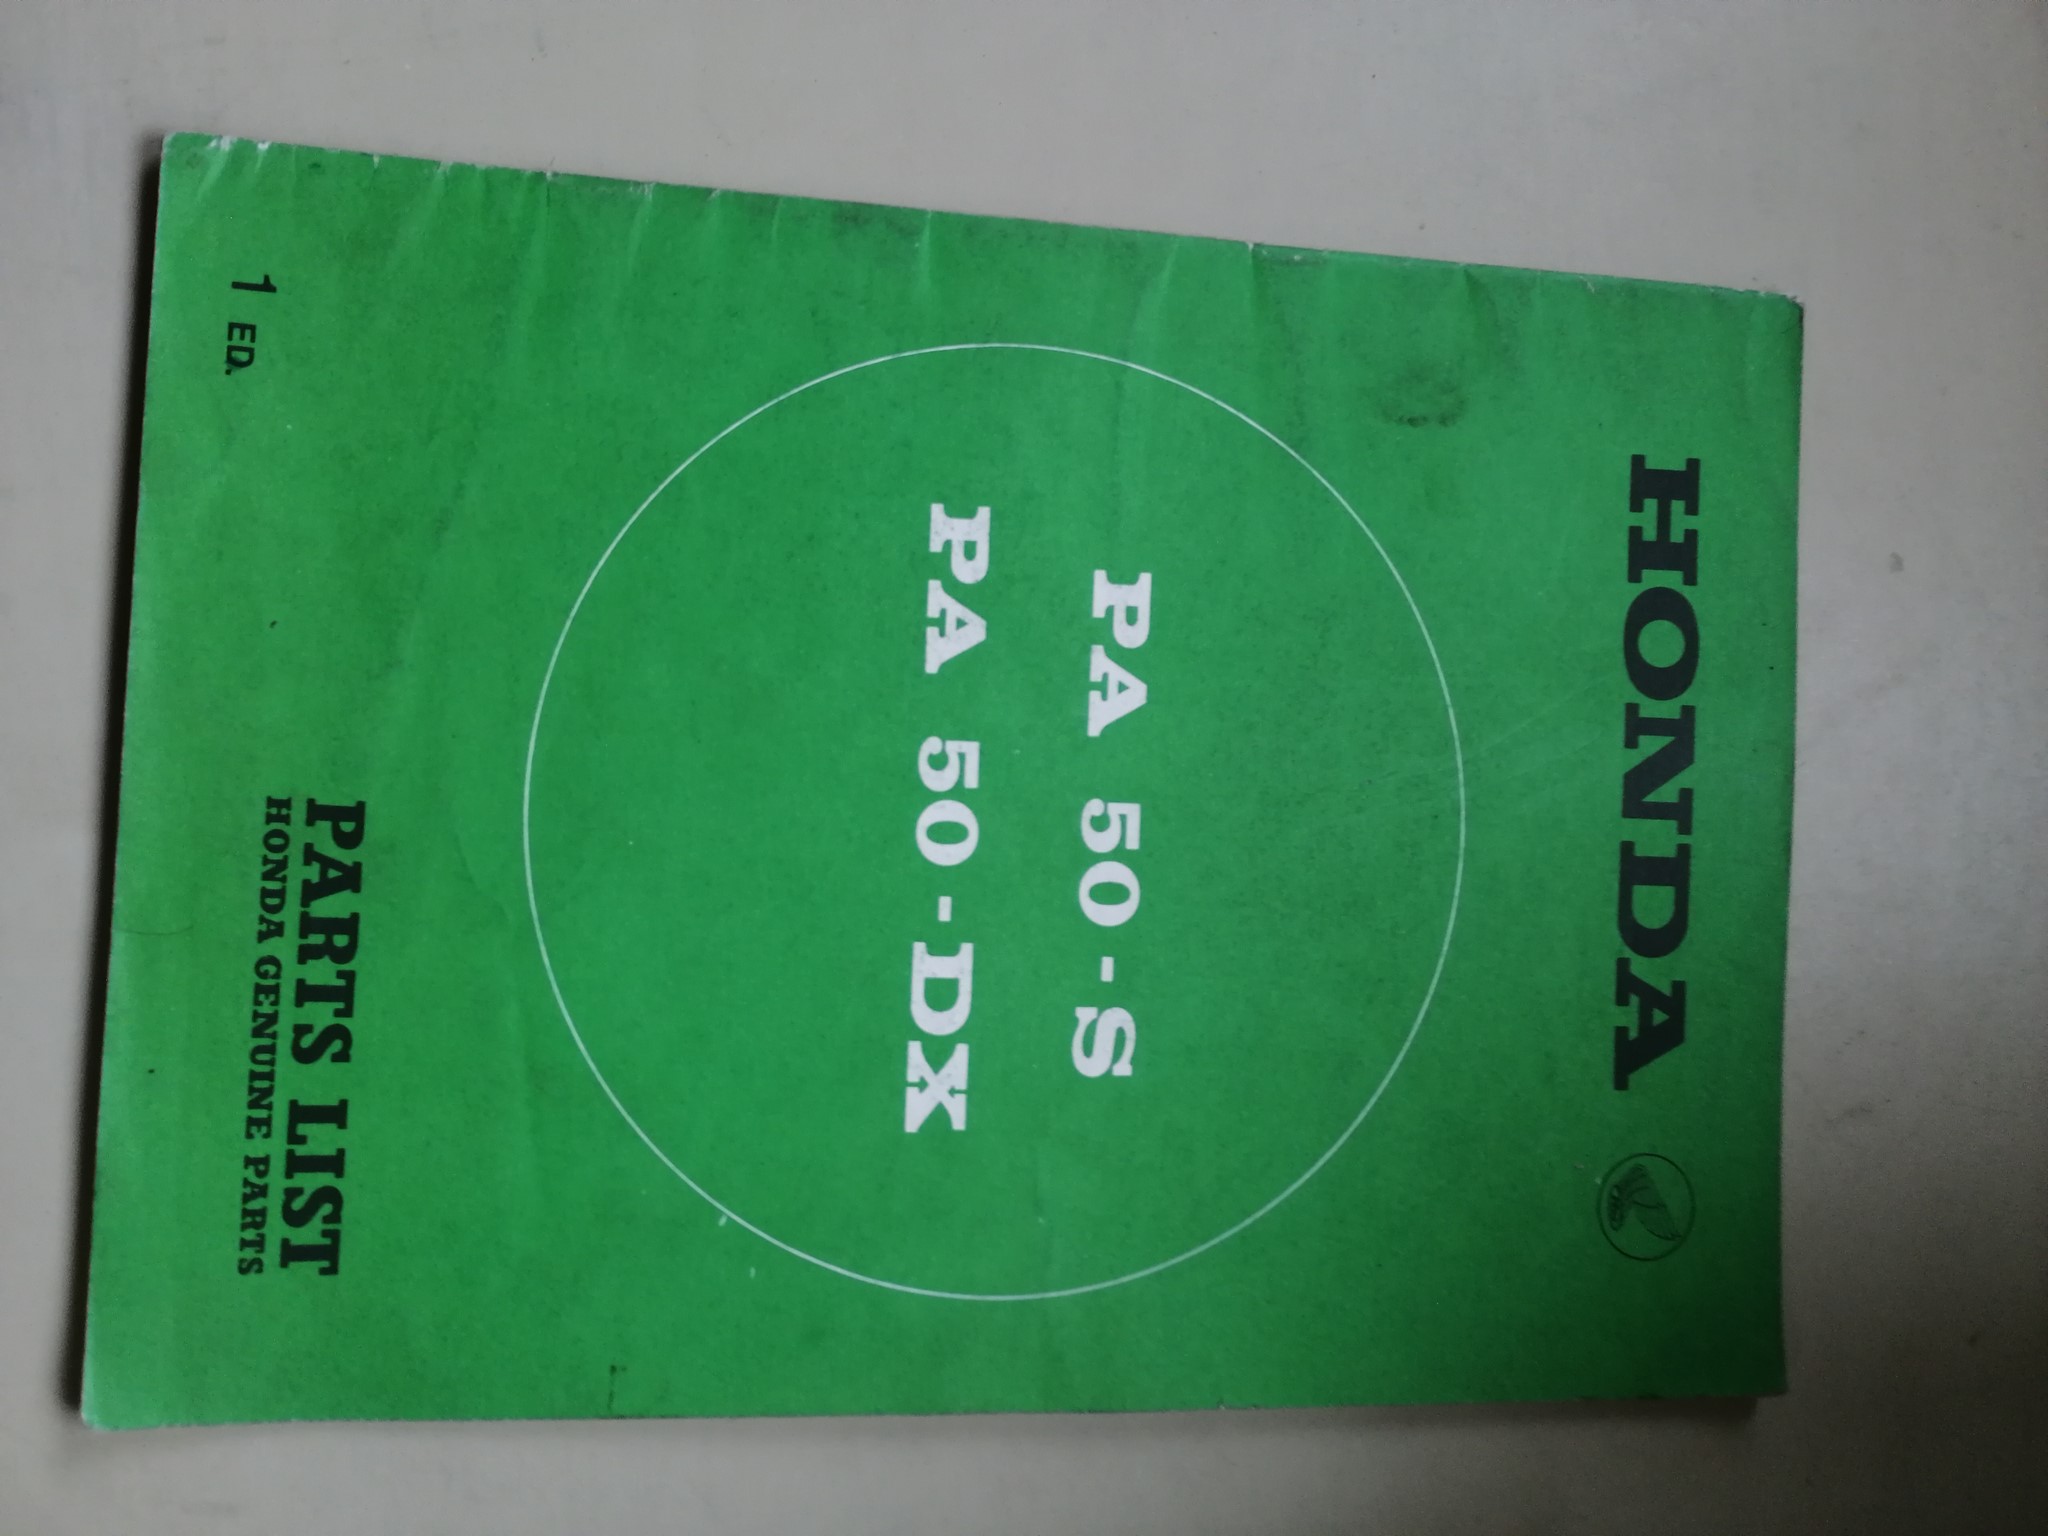 HONDA
PA 50-S
PA 50-DX
PARTS LIST
HONDA GENUINE PARTS
1 ED.